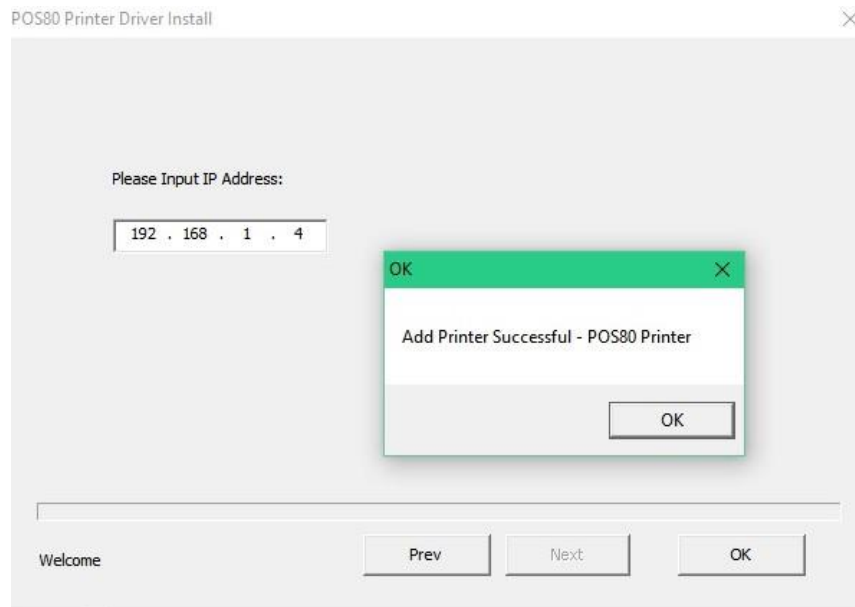 POS80 Printer Driver Install
Please Input IP Address:
192 . 168 . 1 . 4
OK
Add Printer Successful - POS80 Printer
OK
Welcome
Prev
Next
OK